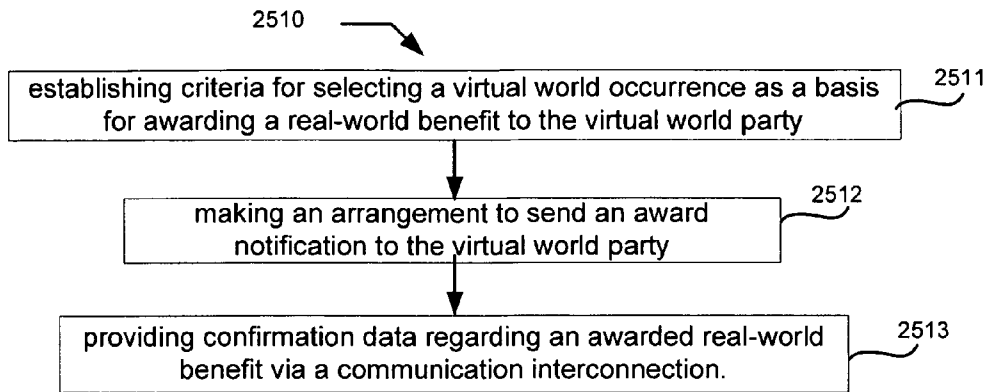 2510
establishing criteria for selecting a virtual world occurrence as a basis
for awarding a real-world benefit to the virtual world party
2511
making an arrangement to send an award
notification to the virtual world party
2512
providing confirmation data regarding an awarded real-world
benefit via a communication interconnection.
2513